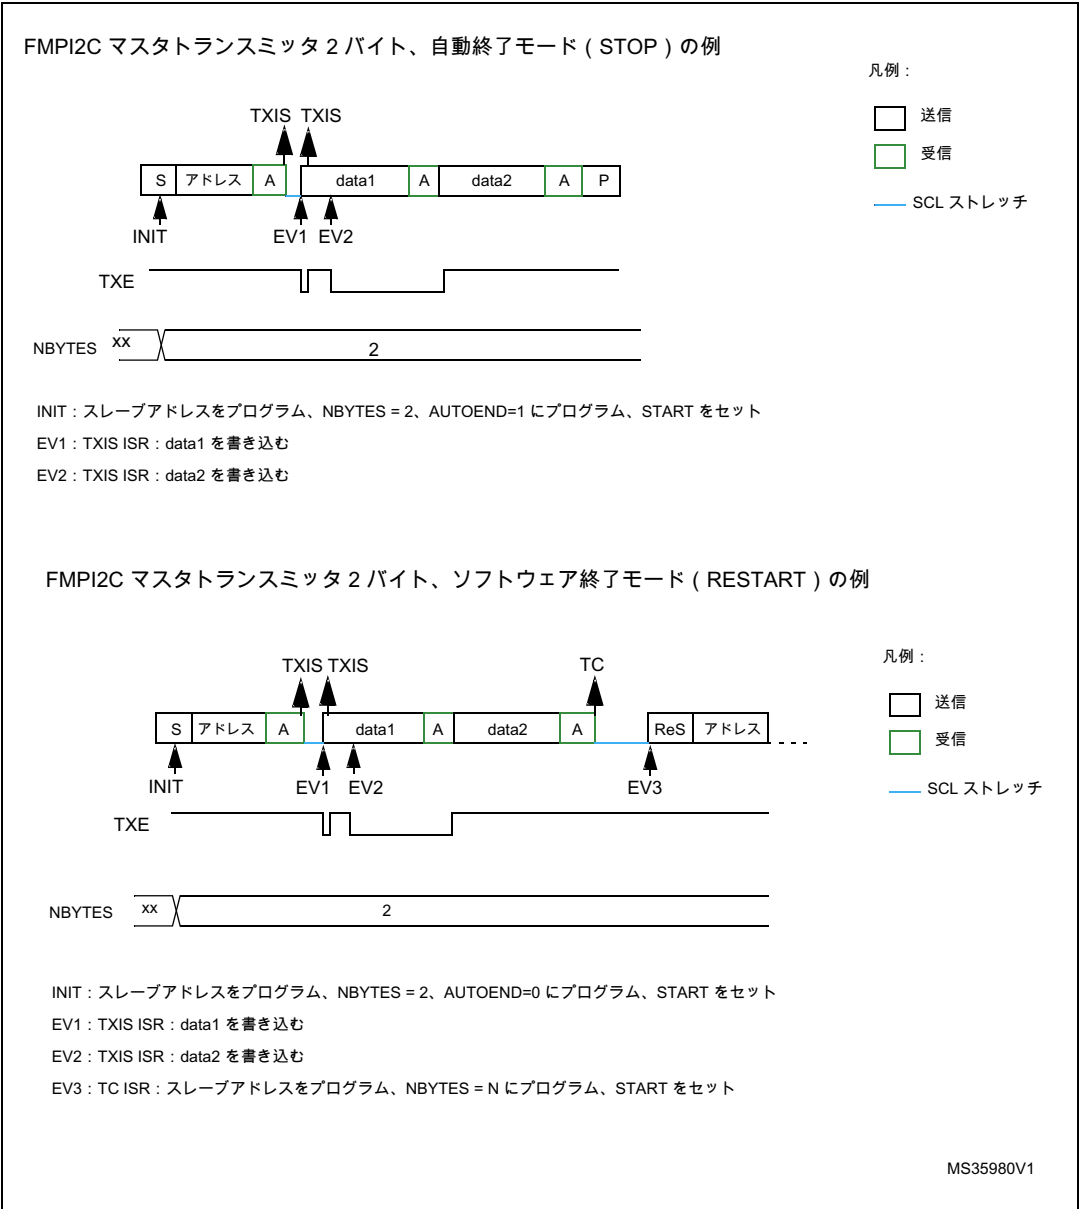 FMPI2C マスタトランスミッタ 2 バイト、自動終了モード ( STOP ) の例
凡例 :
送信
受信
SCL ストレッチ
TXIS TXIS
S アドレス A data1 A data2 A P
INIT EV1 EV2
TXE
NBYTES xx 2
INIT : スレーブアドレスをプログラム、NBYTES = 2、AUTOEND=1 にプログラム、START をセット
EV1 : TXIS ISR : data1 を書き込む
EV2 : TXIS ISR : data2 を書き込む
FMPI2C マスタトランスミッタ 2 バイト、ソフトウェア終了モード ( RESTART ) の例
凡例 :
送信
受信
SCL ストレッチ
TXIS TXIS TC
S アドレス A data1 A data2 A ReS アドレス
INIT EV1 EV2 EV3
TXE
NBYTES xx 2
INIT : スレーブアドレスをプログラム、NBYTES = 2、AUTOEND=0 にプログラム、START をセット
EV1 : TXIS ISR : data1 を書き込む
EV2 : TXIS ISR : data2 を書き込む
EV3 : TC ISR : スレーブアドレスをプログラム、NBYTES = N にプログラム、START をセット
MS35980V1